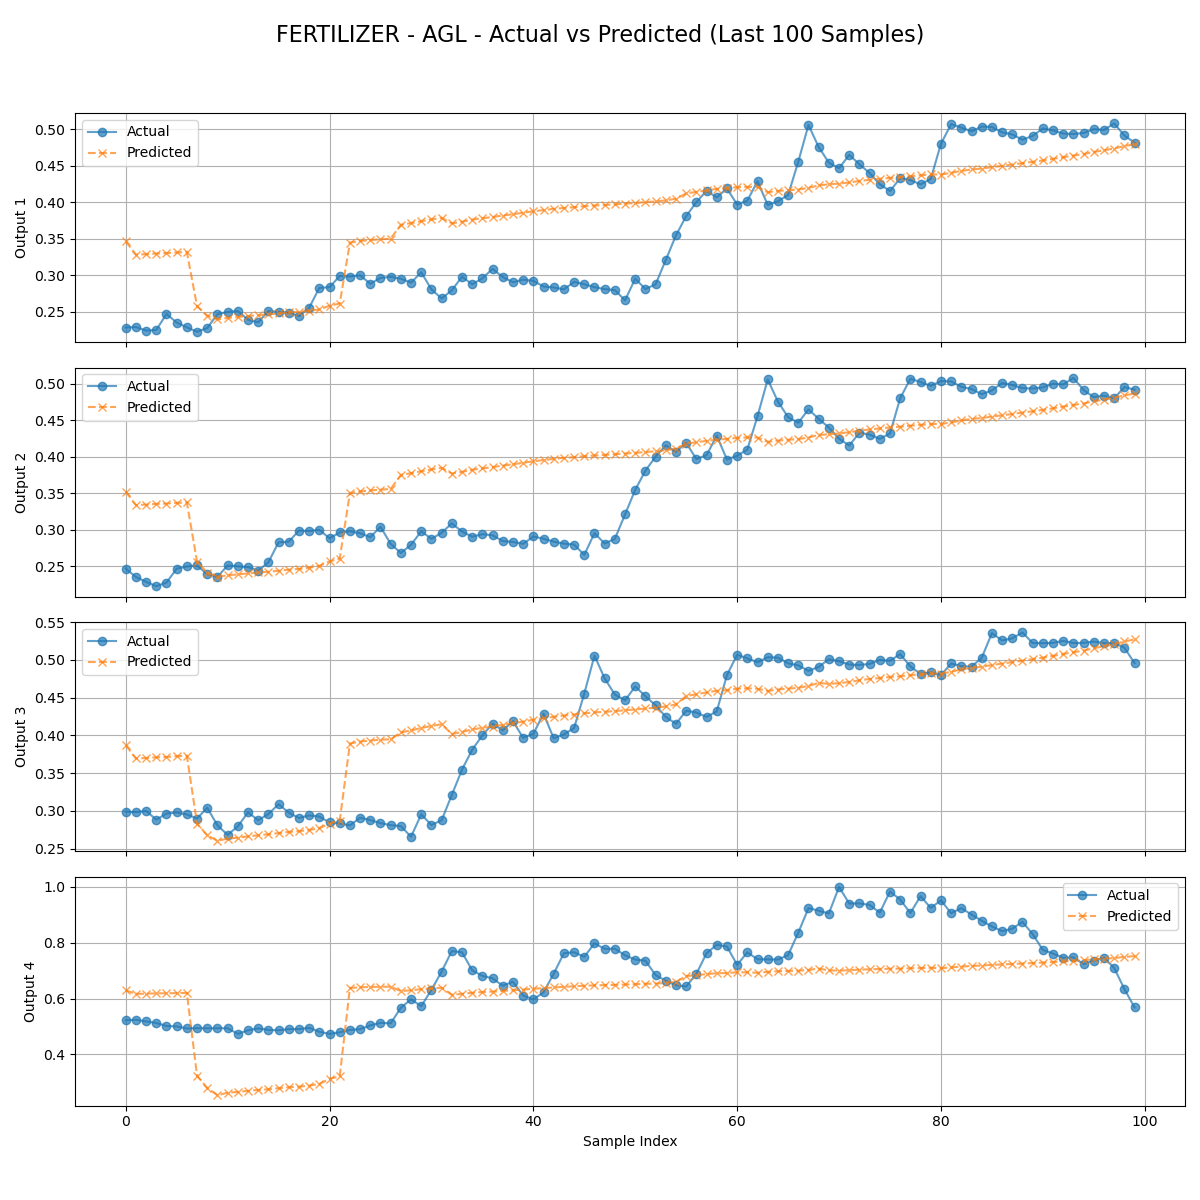 FERTILIZER - AGL - Actual vs Predicted (Last 100 Samples)
Output 1
0.50
0.45
0.40
0.35
0.30
0.25
Actual
Predicted
Output 2
0.50
0.45
0.40
0.35
0.30
0.25
Actual
Predicted
Output 3
0.55
0.50
0.45
0.40
0.35
0.30
0.25
Actual
Predicted
Output 4
1.0
0.8
0.6
0.4
Actual
Predicted
0 20 40 60 80 100
Sample Index